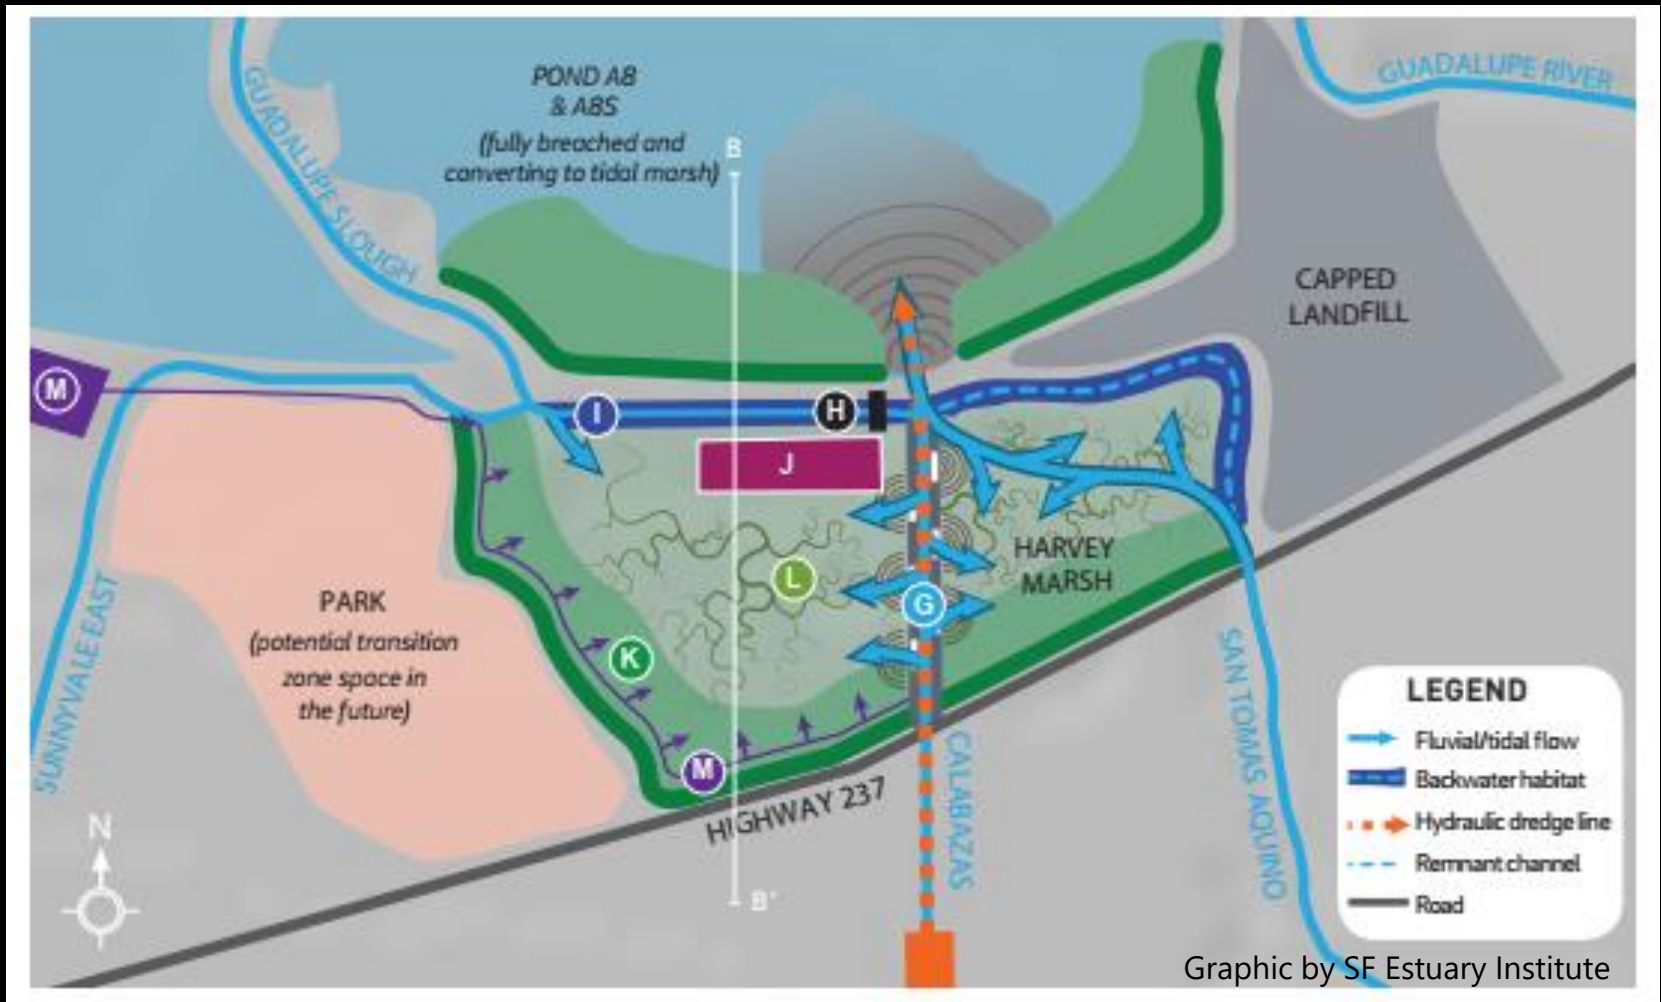 POND A8
& A8S
(fully breached and
converting to tidal marsh)
B
GUADALUPE SLOUGH
GUADALUPE RIVER
CAPPED
LANDFILL
M
I
H
J
HARVEY
MARSH
L
G
K
M
PARK
(potential transition
zone space in
the future)
SUNNYVALE EAST
HIGHWAY 237
CALABAZAS
SAN TOMAS AQUINO
B'
N
LEGEND
Fluvial/tidal flow
Backwater habitat
Hydraulic dredge line
Remnant channel
Road
Graphic by SF Estuary Institute